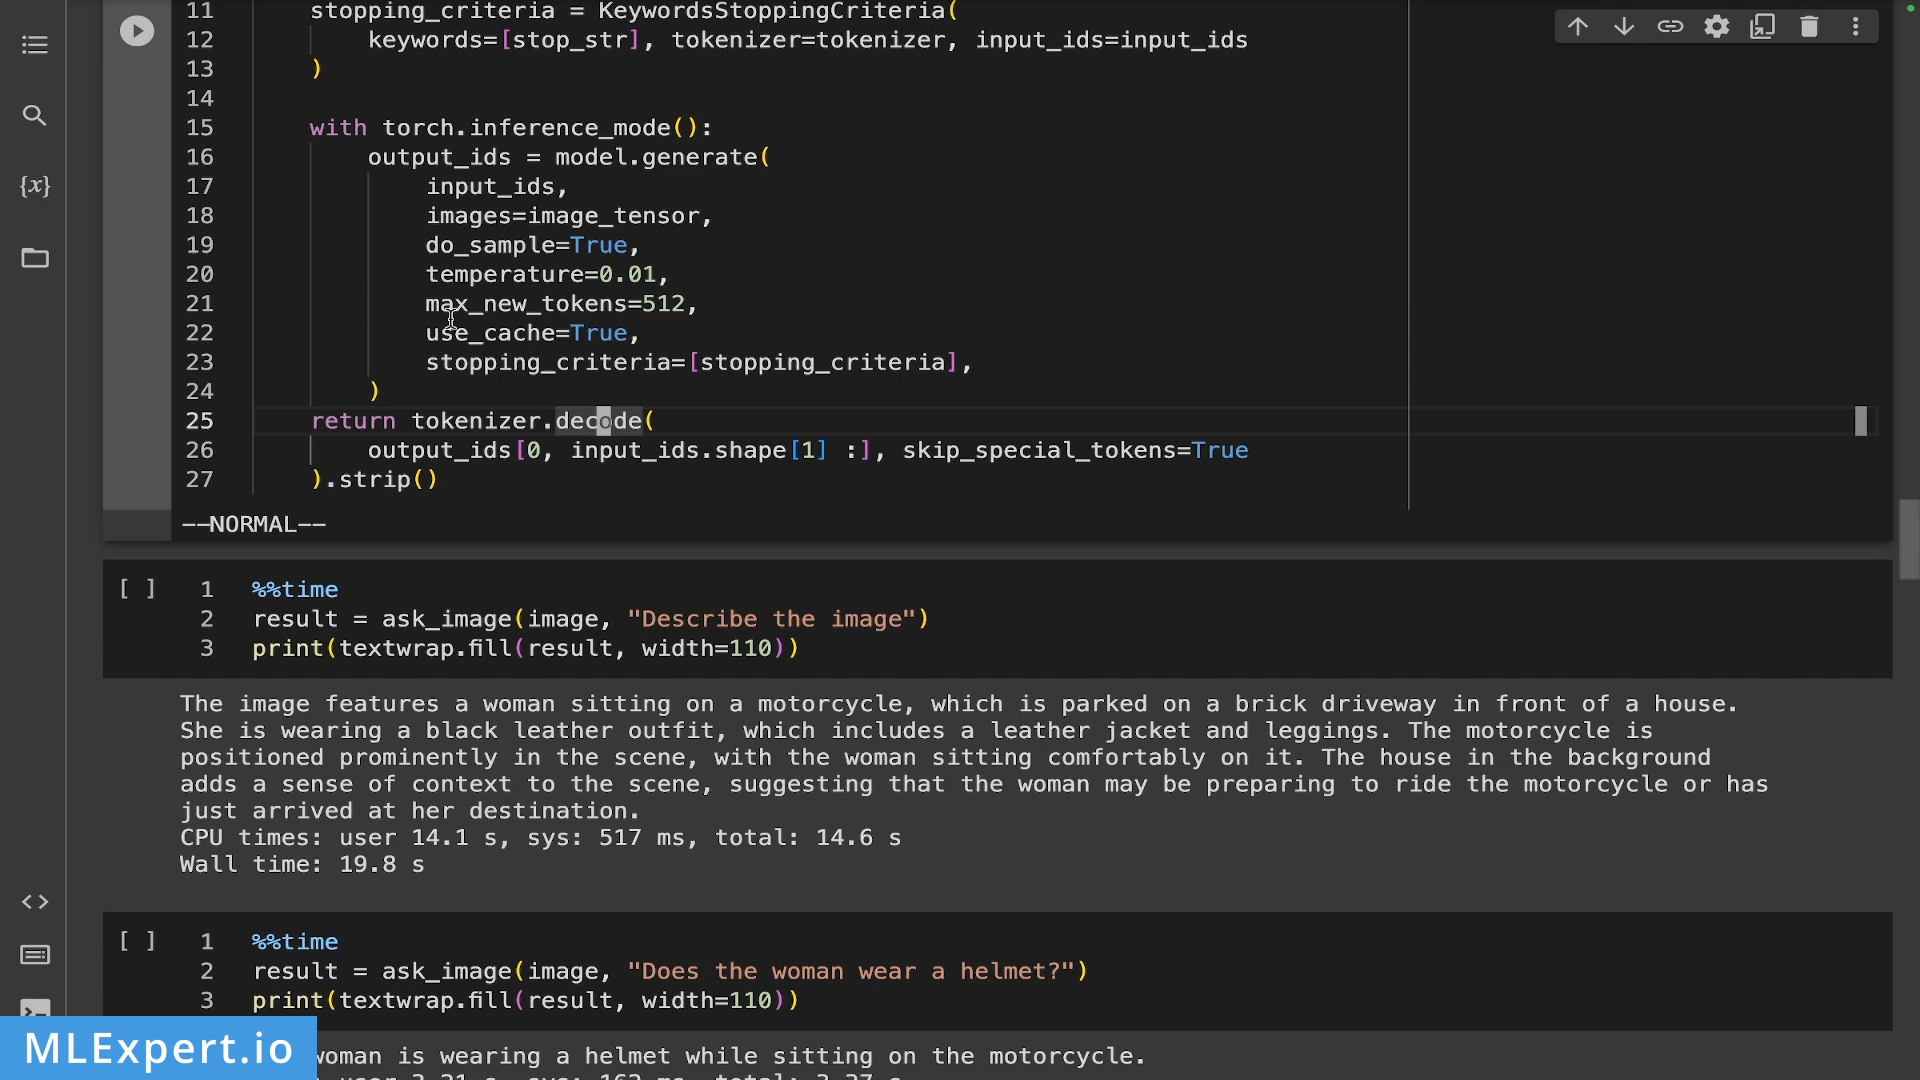 11 stopping_criteria = KeywordsStoppingCriteria(
12 keywords=[stop_str], tokenizer=tokenizer, input_ids=input_ids
13 )
14
15 with torch.inference_mode():
16 output_ids = model.generate(
17 input_ids,
18 images=image_tensor,
19 do_sample=True,
20 temperature=0.01,
21 max_new_tokens=512,
22 use_cache=True,
23 stopping_criteria=[stopping_criteria],
24 )
25 return tokenizer.decode(
26 output_ids[0, input_ids.shape[1] :], skip_special_tokens=True
27 ).strip()
--NORMAL--
[ ] 1 %%time
2 result = ask_image(image, "Describe the image")
3 print(textwrap.fill(result, width=110))
The image features a woman sitting on a motorcycle, which is parked on a brick driveway in front of a house.
She is wearing a black leather outfit, which includes a leather jacket and leggings. The motorcycle is
positioned prominently in the scene, with the woman sitting comfortably on it. The house in the background
adds a sense of context to the scene, suggesting that the woman may be preparing to ride the motorcycle or has
just arrived at her destination.
CPU times: user 14.1 s, sys: 517 ms, total: 14.6 s
Wall time: 19.8 s
[ ] 1 %%time
2 result = ask_image(image, "Does the woman wear a helmet?")
3 print(textwrap.fill(result, width=110))
woman is wearing a helmet while sitting on the motorcycle.
MLExpert.io